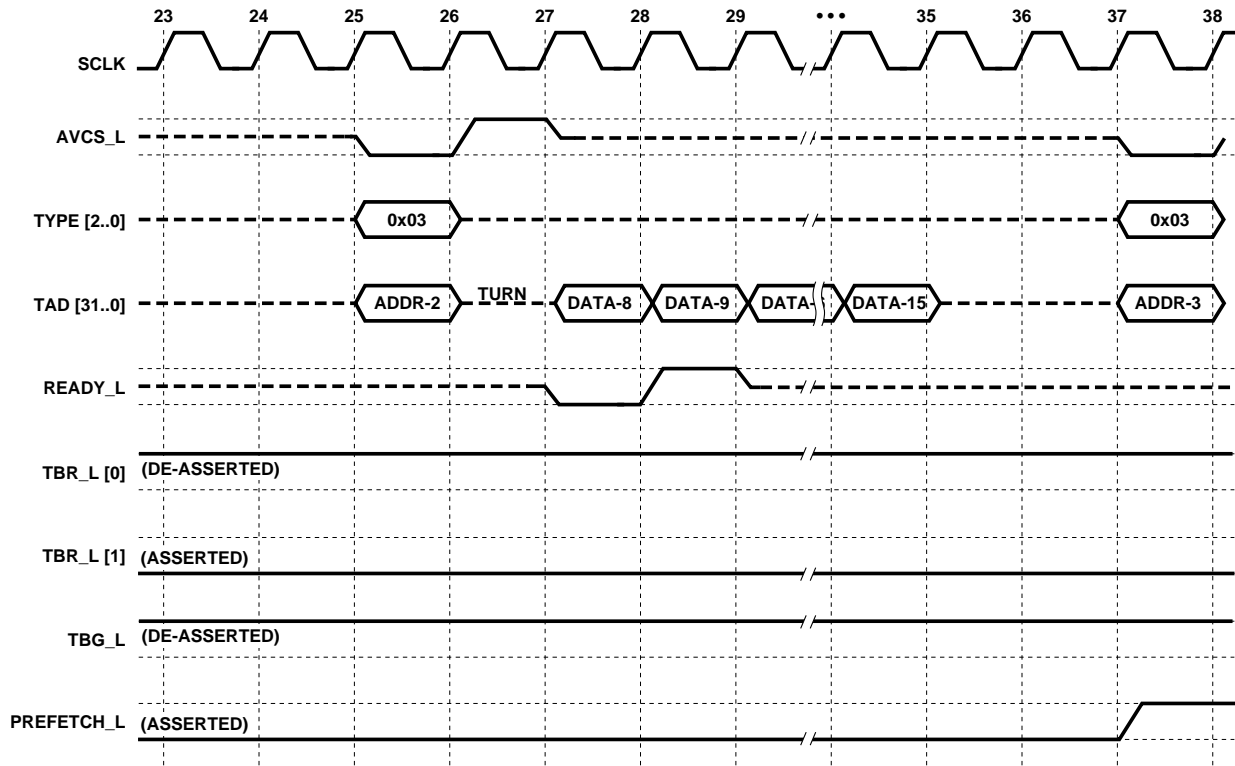 23 24 25 26 27 28 29 ••• 35 36 37 38
SCLK
AVCS_L
TYPE [2..0] 0x03 0x03
TAD [31..0] ADDR-2 TURN DATA-8 DATA-9 DATA- DATA-15 ADDR-3
READY_L
TBR_L [0] (DE-ASSERTED)
TBR_L [1] (ASSERTED)
TBG_L (DE-ASSERTED)
PREFETCH_L (ASSERTED)